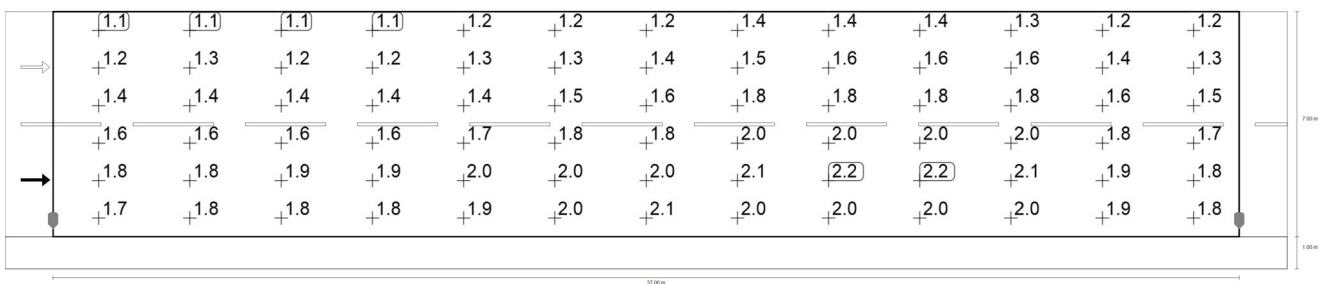 1.1 1.1 1.1 1.1 1.2 1.2 1.2 1.4 1.4 1.4 1.3 1.2 1.2
1.2 1.3 1.2 1.2 1.3 1.3 1.4 1.5 1.6 1.6 1.6 1.4 1.3
1.4 1.4 1.4 1.4 1.4 1.5 1.6 1.8 1.8 1.8 1.8 1.6 1.5
7.00 m
1.6 1.6 1.6 1.6 1.7 1.8 1.8 2.0 2.0 2.0 2.0 1.8 1.7
1.8 1.8 1.9 1.9 2.0 2.0 2.0 2.1 2.2 2.2 2.1 1.9 1.8
1.7 1.8 1.8 1.8 1.9 2.0 2.1 2.0 2.0 2.0 2.0 1.9 1.8
1.00 m
37.00 m